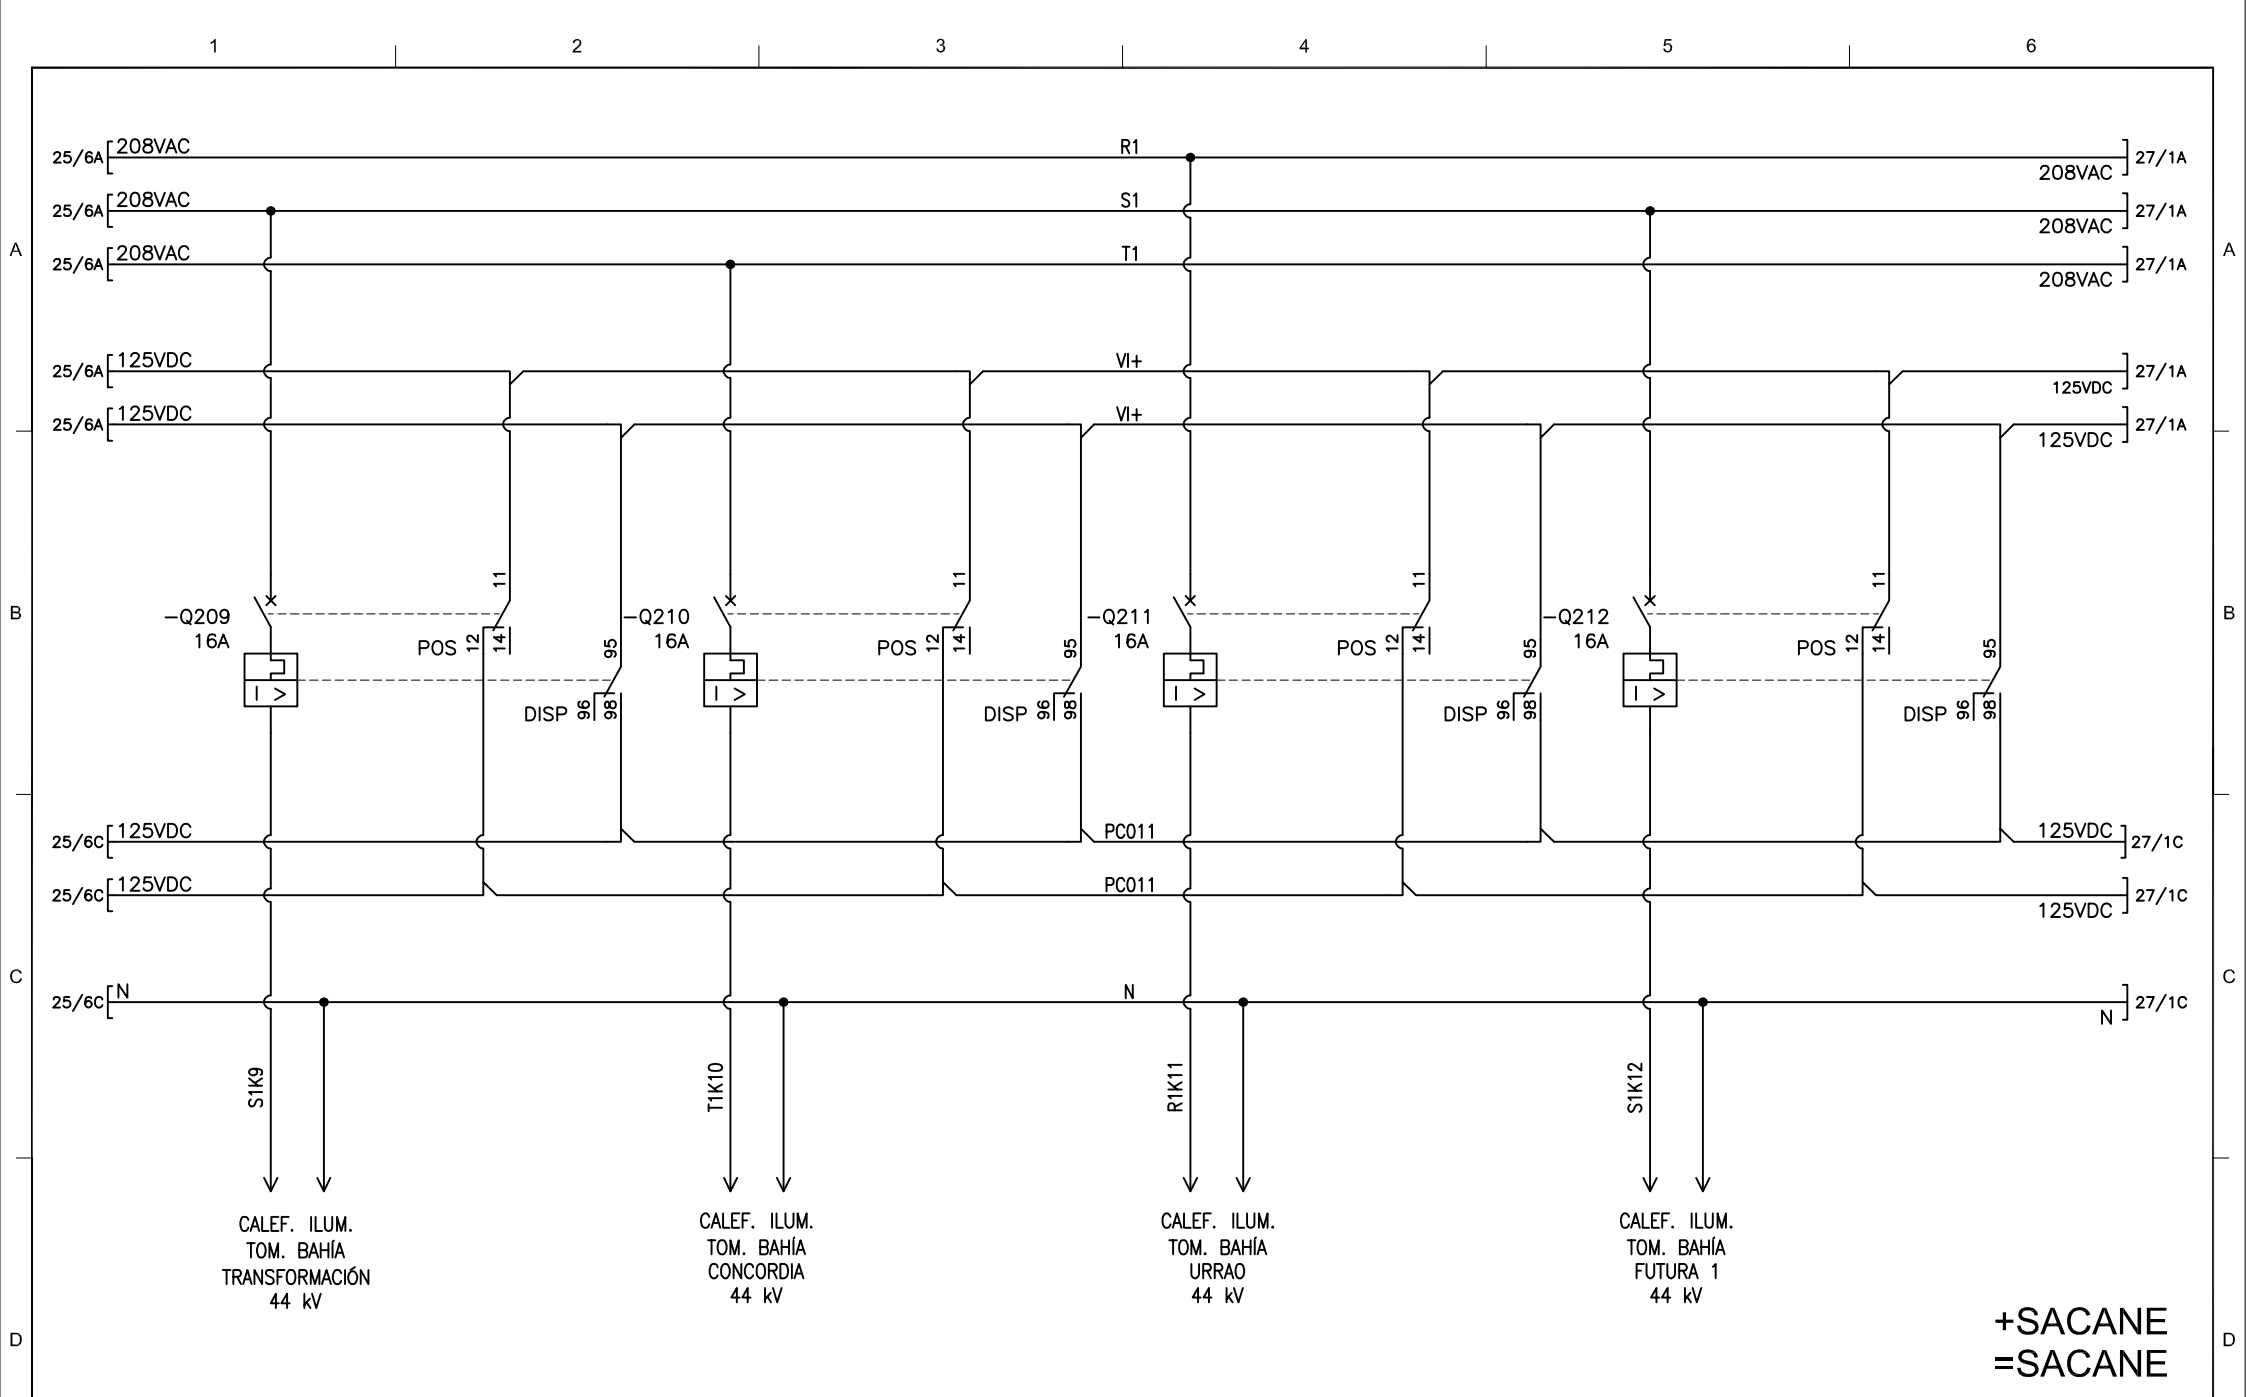 1 2 3 4 5 6
25/6A 208VAC R1 208VAC 27/1A
25/6A 208VAC S1 208VAC 27/1A
A A
25/6A 208VAC T1 208VAC 27/1A
25/6A 125VDC VI+ 125VDC 27/1A
25/6A 125VDC VI+ 125VDC 27/1A
11 11 11 11
B B
-Q209 -Q210 -Q211 -Q212
16A 16A 16A 16A
POS 12 14 95 POS 12 14 95 POS 12 14 95 POS 12 14 95
I > I > I > I >
DISP 96 98 DISP 96 98 DISP 96 98 DISP 96 98
25/6C 125VDC PC011 125VDC 27/1C
25/6C 125VDC PC011 125VDC 27/1C
C C
25/6C N N N 27/1C
S1K9 T1K10 R1K11 S1K12
CALEF. ILUM.
TOM. BAHÍA
TRANSFORMACIÓN
44 kV
CALEF. ILUM.
TOM. BAHÍA
CONCORDIA
44 kV
CALEF. ILUM.
TOM. BAHÍA
URRAO
44 kV
CALEF. ILUM.
TOM. BAHÍA
FUTURA 1
44 kV
+SACANE
D D
=SACANE